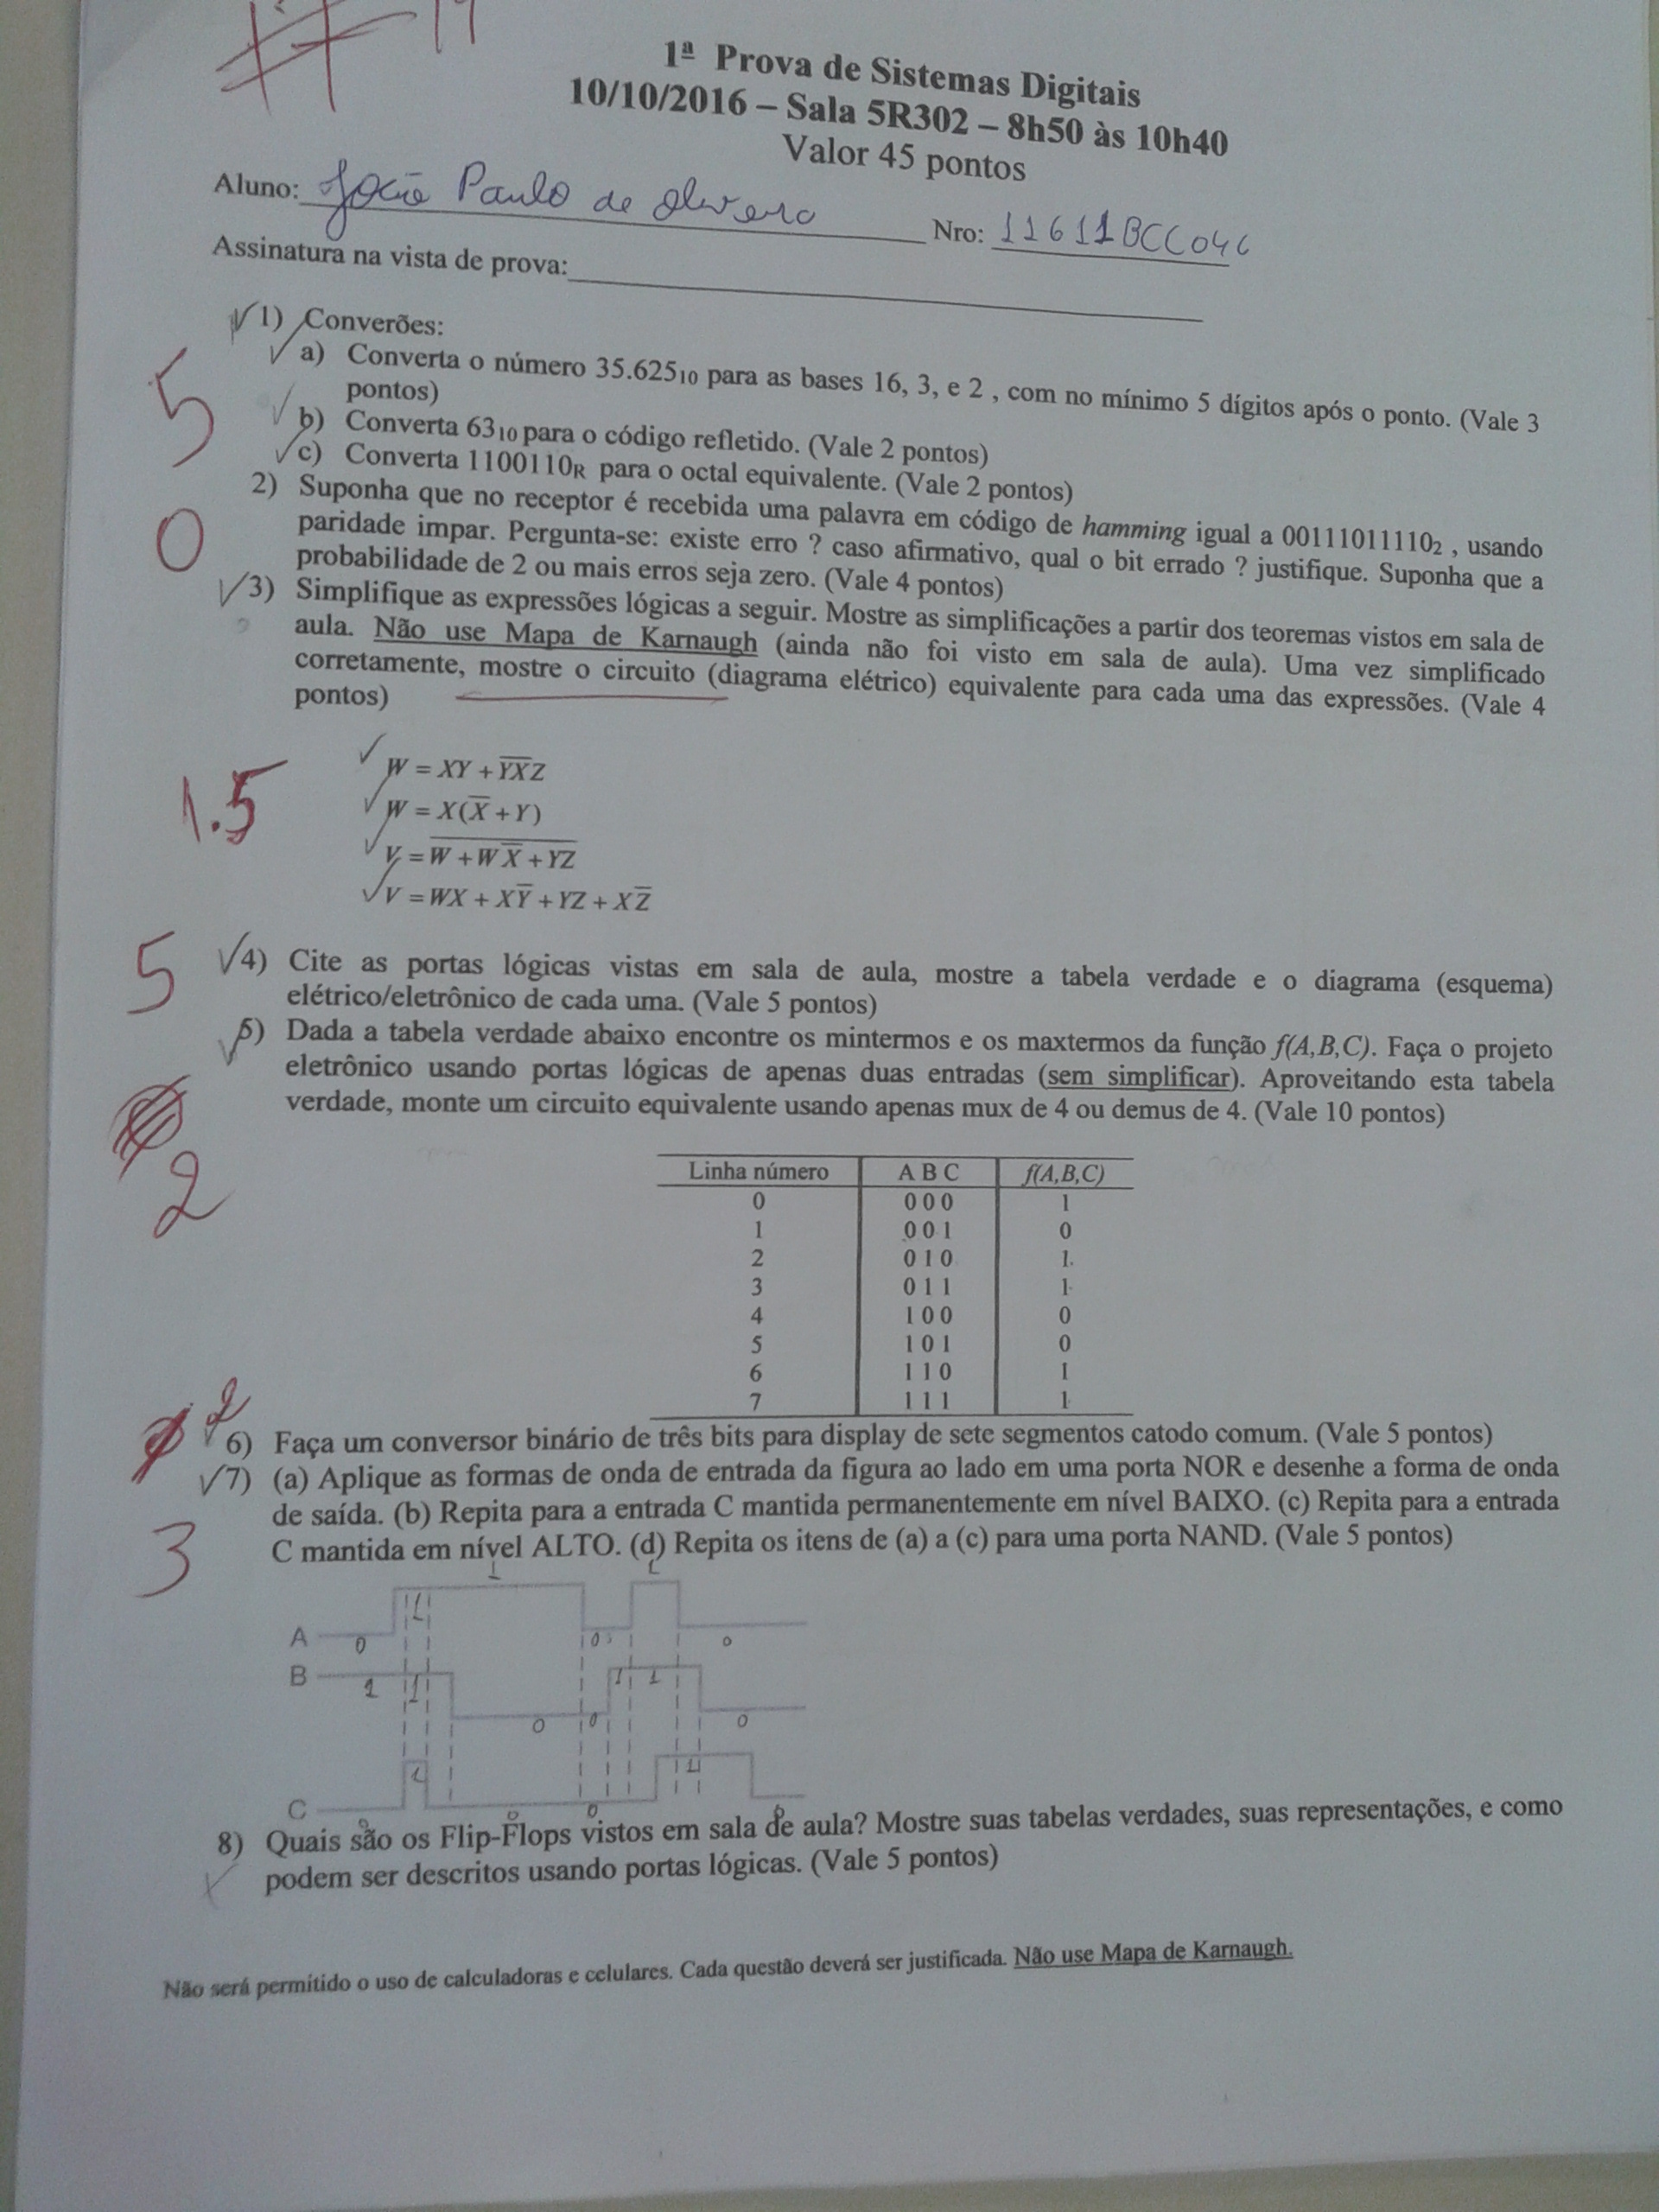 17
1ª Prova de Sistemas Digitais
10/10/2016 – Sala 5R302 – 8h50 às 10h40
Valor 45 pontos
Aluno: João Paulo de Oliveira Nro: 11611BCC046
Assinatura na vista de prova:
1) Converões:
a) Converta o número 35.625₁₀ para as bases 16, 3, e 2 , com no mínimo 5 dígitos após o ponto. (Vale 3
pontos)
5
b) Converta 63₁₀ para o código refletido. (Vale 2 pontos)
c) Converta 1100110R para o octal equivalente. (Vale 2 pontos)
2) Suponha que no receptor é recebida uma palavra em código de hamming igual a 00111011110₂ , usando
0
paridade impar. Pergunta-se: existe erro ? caso afirmativo, qual o bit errado ? justifique. Suponha que a
probabilidade de 2 ou mais erros seja zero. (Vale 4 pontos)
3) Simplifique as expressões lógicas a seguir. Mostre as simplificações a partir dos teoremas vistos em sala de
aula. Não use Mapa de Karnaugh (ainda não foi visto em sala de aula). Uma vez simplificado
corretamente, mostre o circuito (diagrama elétrico) equivalente para cada uma das expressões. (Vale 4
pontos)
W = XY + Y̅X̅Z
1.5
W = X(X̅ + Y)
V = W̅ ̅+̅ ̅W̅ ̅X̅ ̅+̅ ̅Y̅Z̅
V = WX + XY̅ + YZ + XZ̅
5
4) Cite as portas lógicas vistas em sala de aula, mostre a tabela verdade e o diagrama (esquema)
elétrico/eletrônico de cada uma. (Vale 5 pontos)
5) Dada a tabela verdade abaixo encontre os mintermos e os maxtermos da função f(A,B,C). Faça o projeto
eletrônico usando portas lógicas de apenas duas entradas (sem simplificar). Aproveitando esta tabela
verdade, monte um circuito equivalente usando apenas mux de 4 ou demus de 4. (Vale 10 pontos)
2
Linha número A B C f(A,B,C)
0 0 0 0 1
1 0 0 1 0
2 0 1 0 1
3 0 1 1 1
4 1 0 0 0
5 1 0 1 0
6 1 1 0 1
7 1 1 1 1
2
6) Faça um conversor binário de três bits para display de sete segmentos catodo comum. (Vale 5 pontos)
7) (a) Aplique as formas de onda de entrada da figura ao lado em uma porta NOR e desenhe a forma de onda
de saída. (b) Repita para a entrada C mantida permanentemente em nível BAIXO. (c) Repita para a entrada
3
C mantida em nível ALTO. (d) Repita os itens de (a) a (c) para uma porta NAND. (Vale 5 pontos)
1 1
1
A 0 0 0
B 1 1 1 1
0 0 0
1 1
C 0 0 0 0
8) Quais são os Flip-Flops vistos em sala de aula? Mostre suas tabelas verdades, suas representações, e como
podem ser descritos usando portas lógicas. (Vale 5 pontos)
Não será permitido o uso de calculadoras e celulares. Cada questão deverá ser justificada. Não use Mapa de Karnaugh.